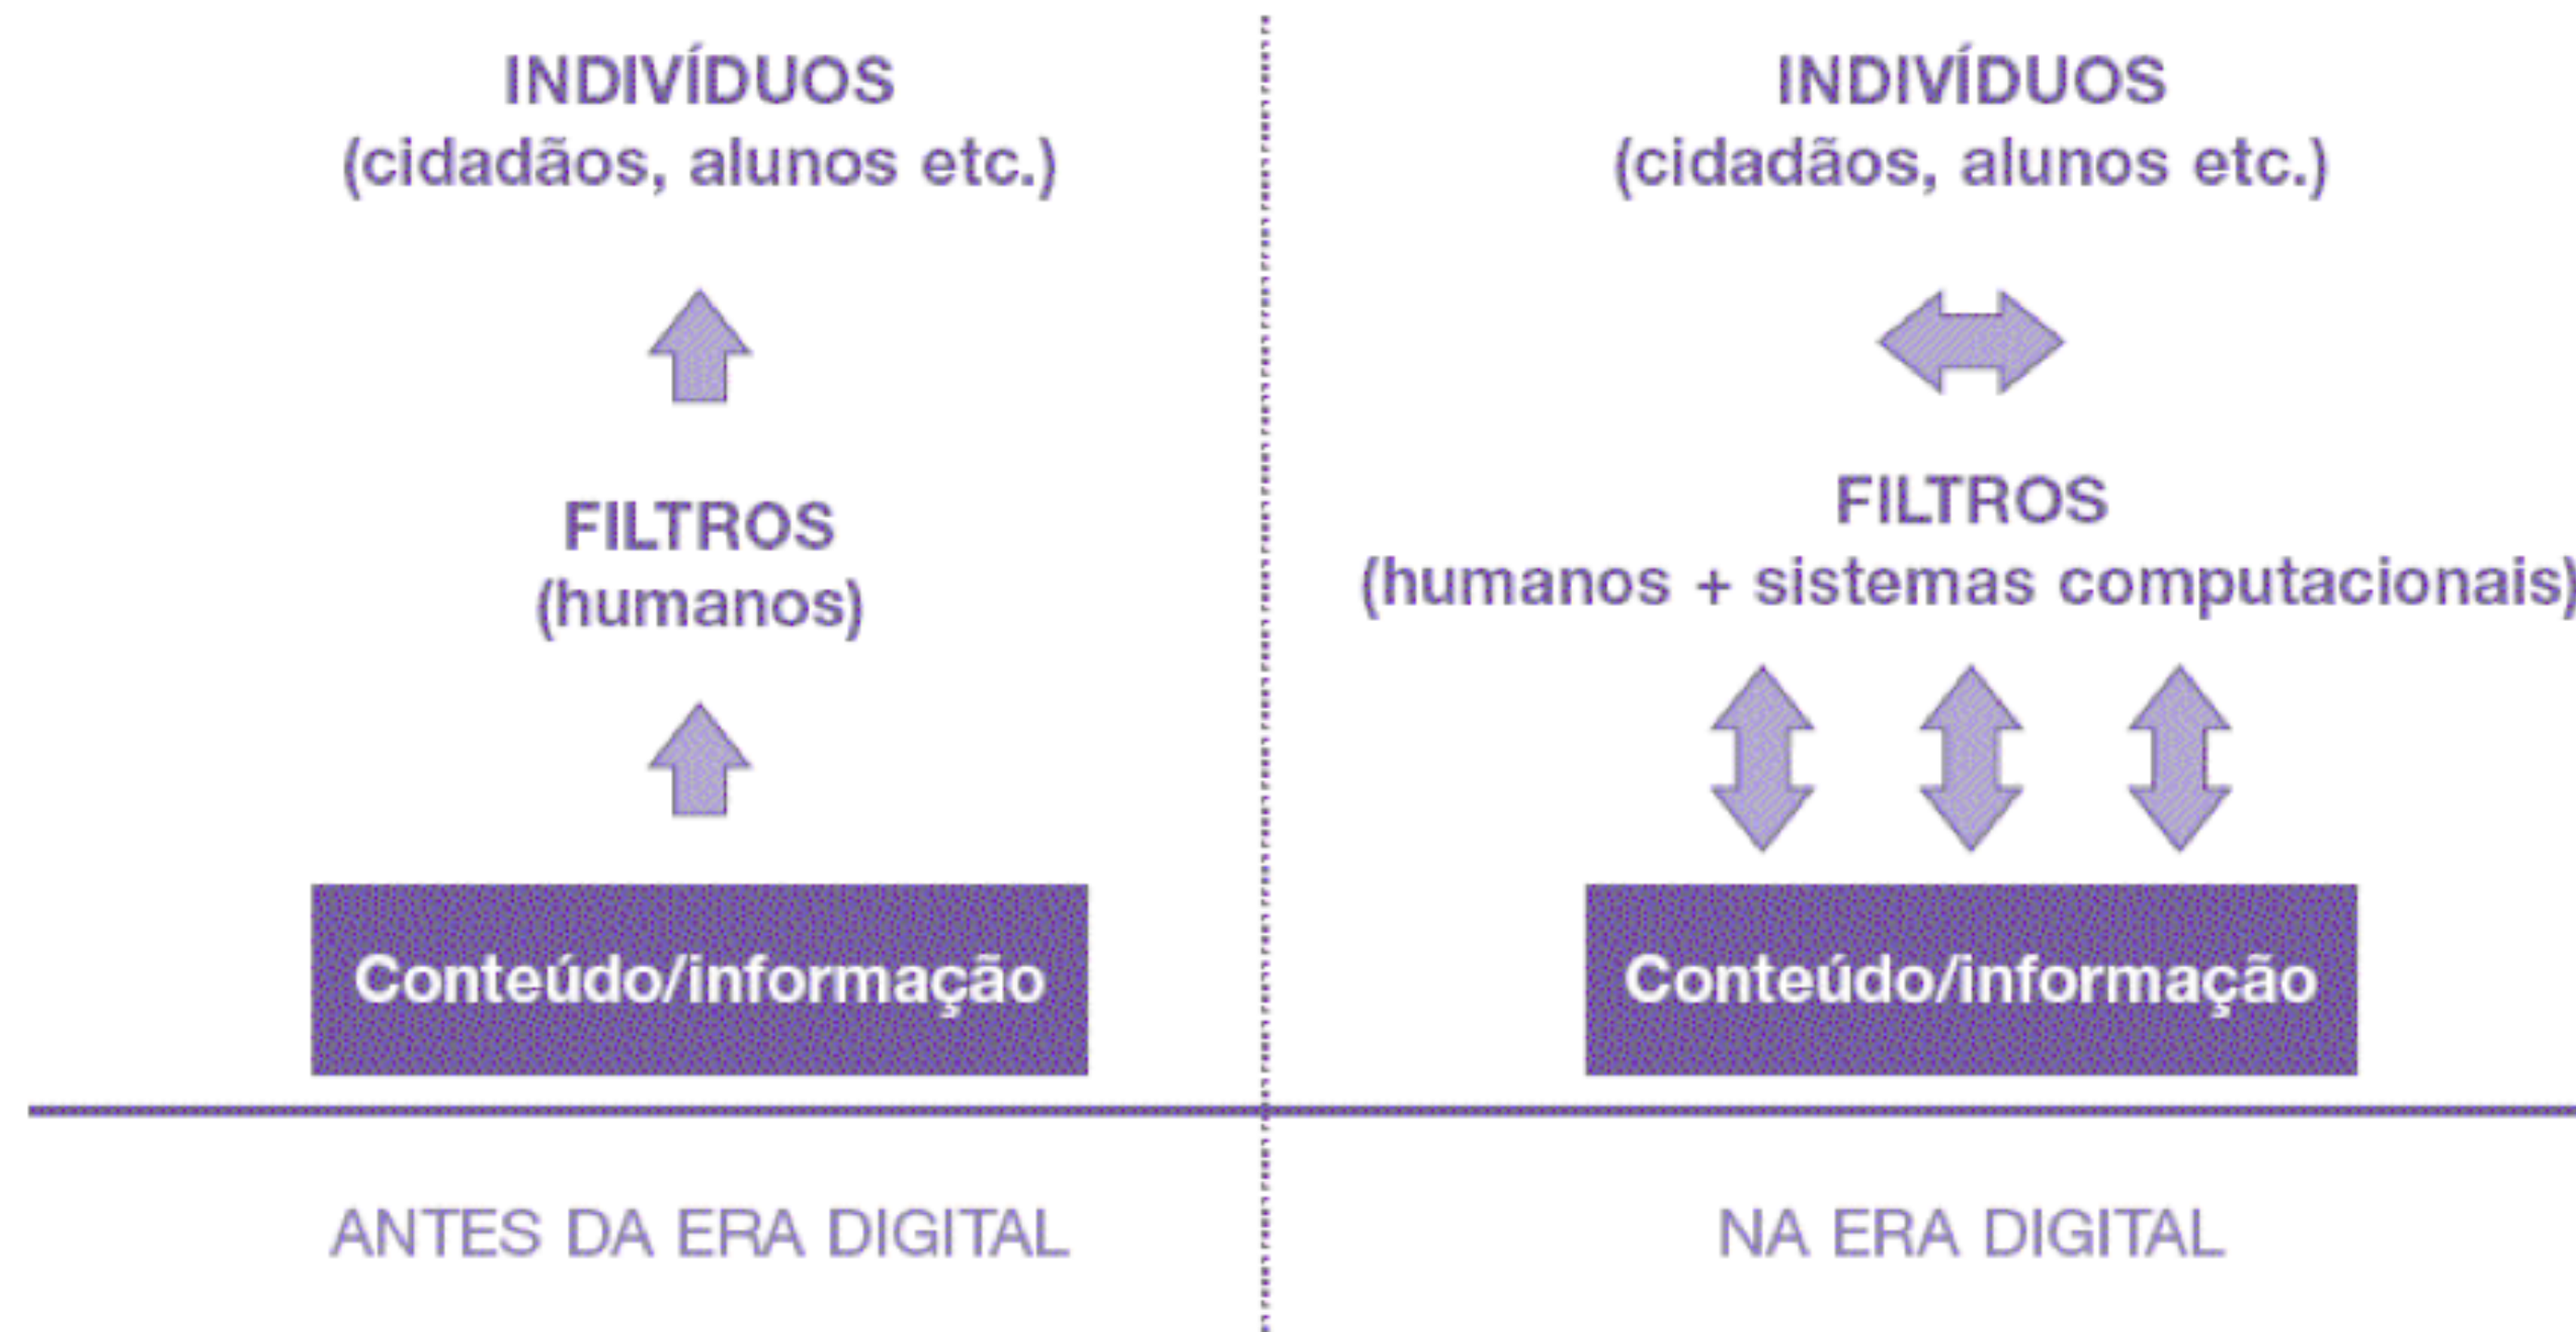 INDIVÍDUOS
(cidadãos, alunos etc.)
FILTROS
(humanos)
Conteúdo/informação
ANTES DA ERA DIGITAL
INDIVÍDUOS
(cidadãos, alunos etc.)
FILTROS
(humanos + sistemas computacionais)
Conteúdo/informação
NA ERA DIGITAL